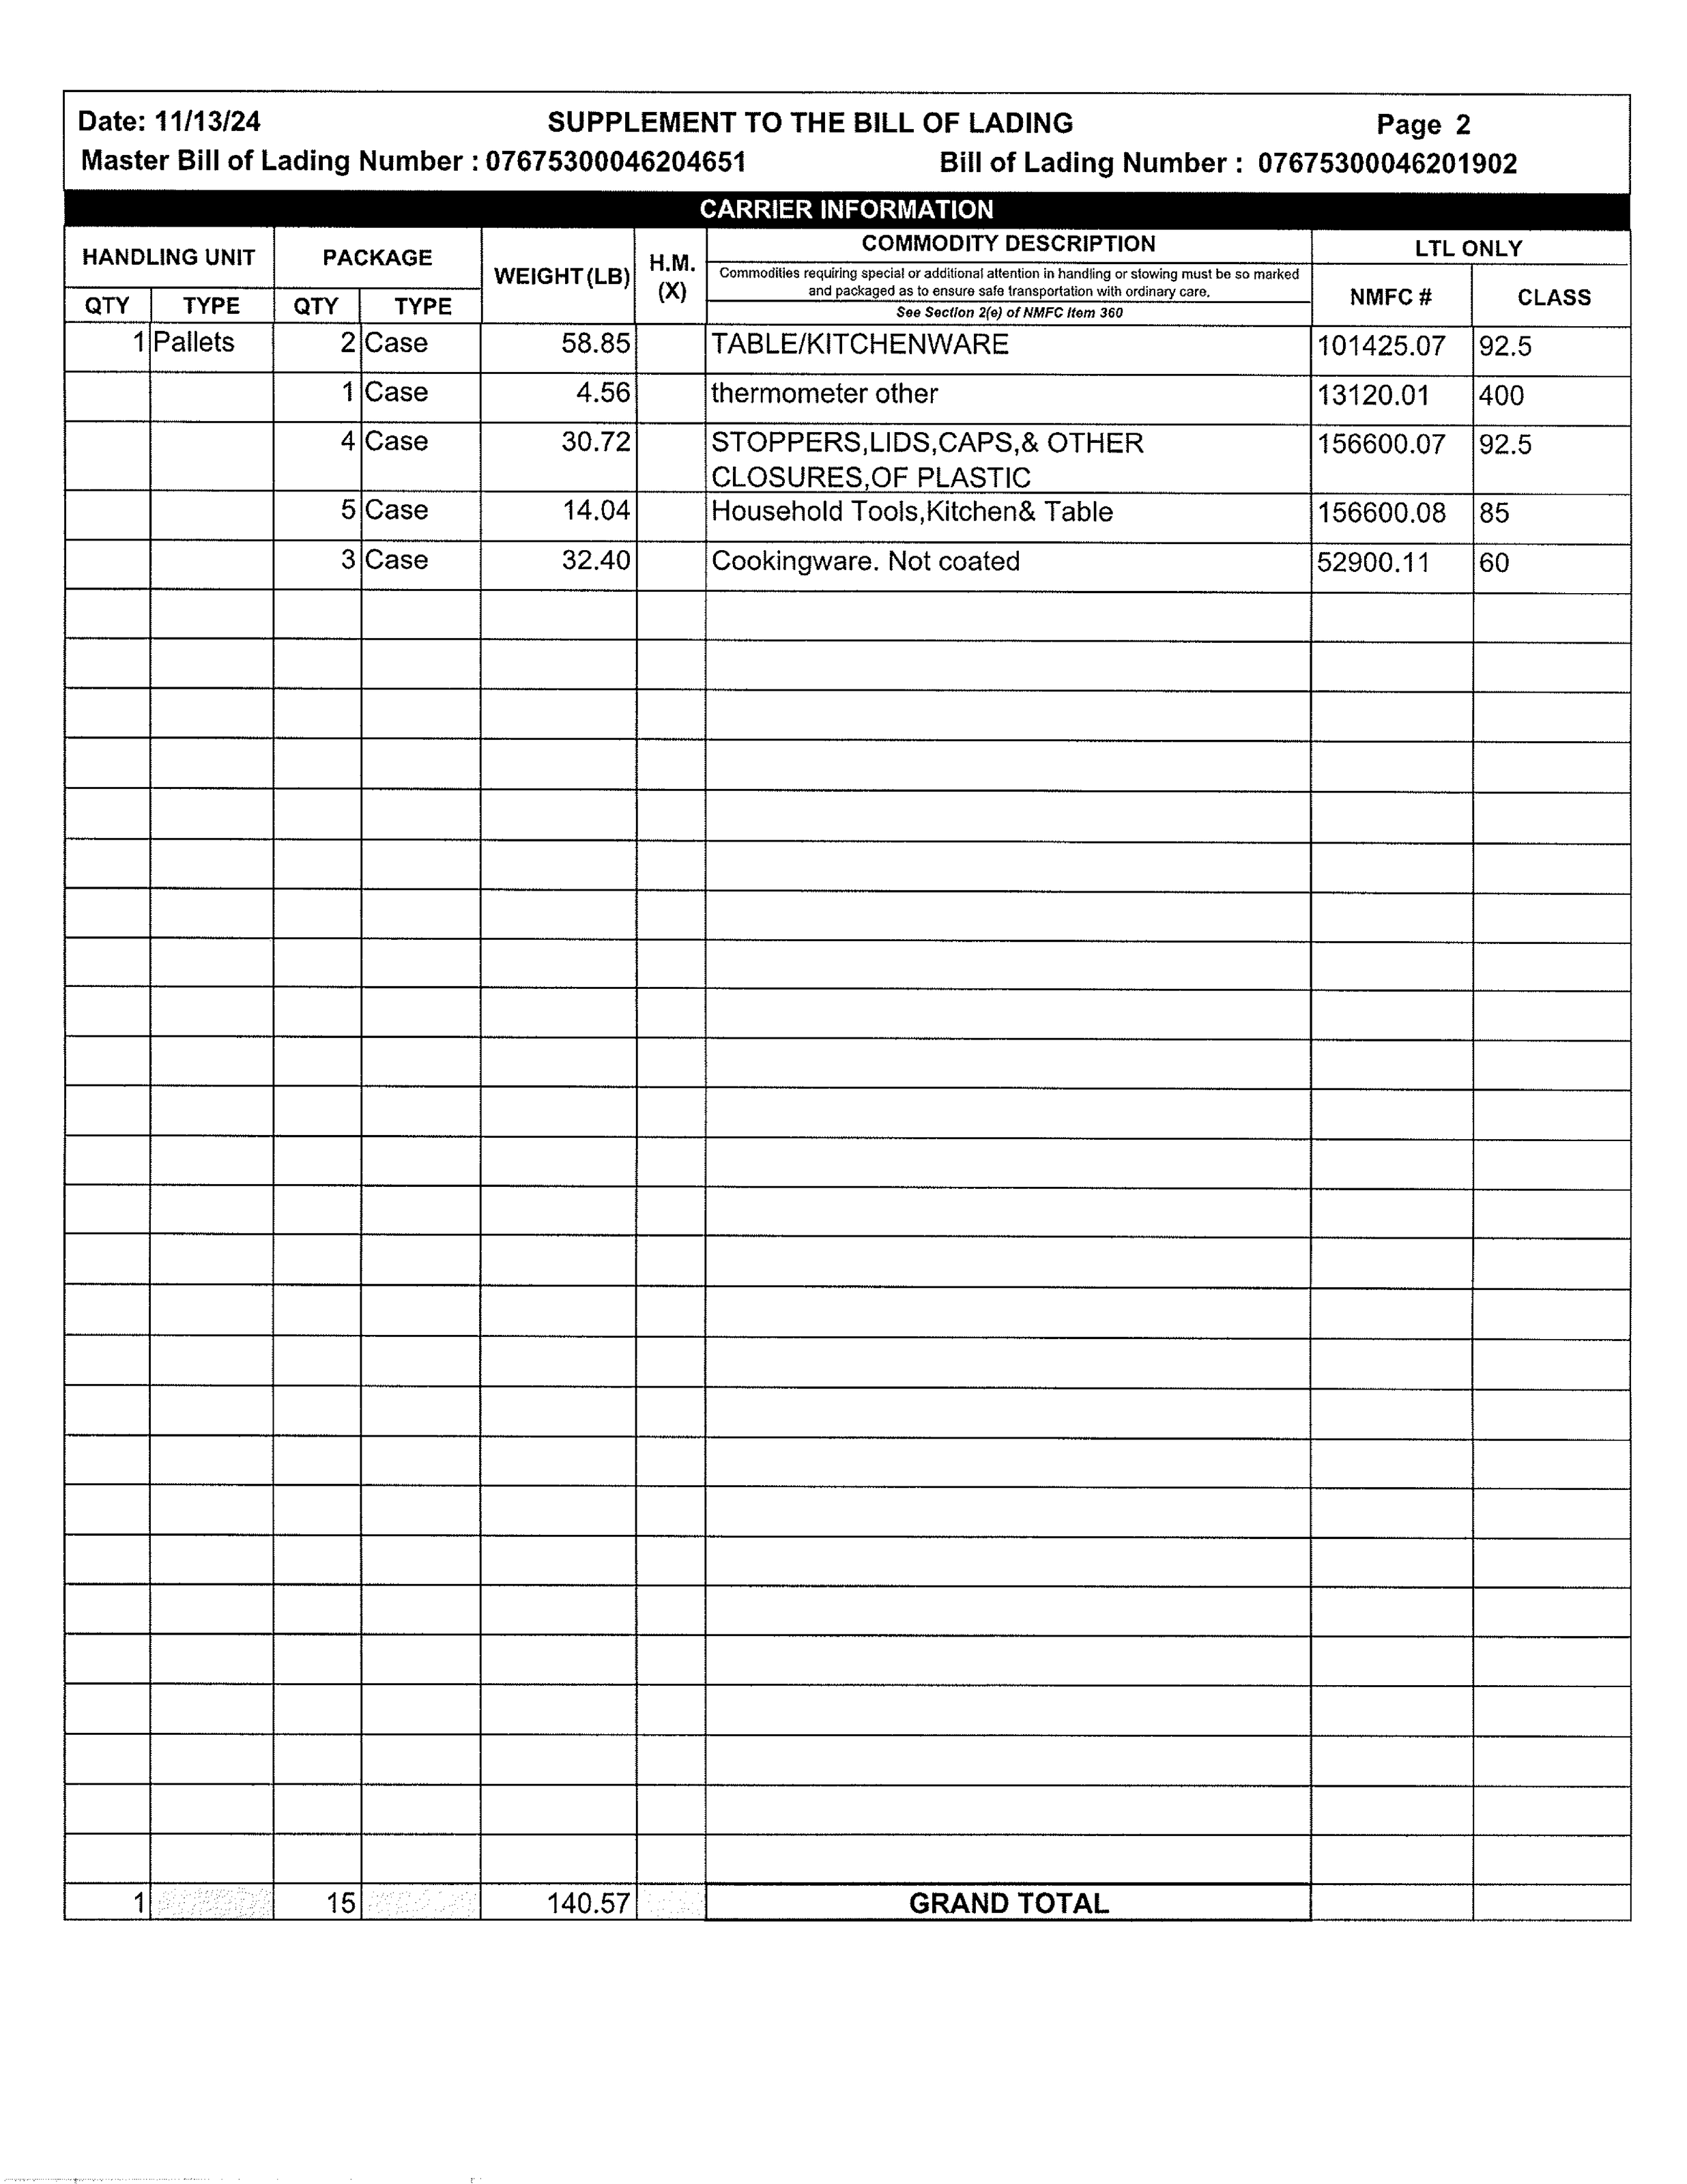 Date: 11/13/24 SUPPLEMENT TO THE BILL OF LADING Page 2
Master Bill of Lading Number : 07675300046204651 Bill of Lading Number : 07675300046201902
CARRIER INFORMATION
HANDLING UNIT PACKAGE WEIGHT(LB) H.M. (X) COMMODITY DESCRIPTION LTL ONLY
Commodities requiring special or additional attention in handling or stowing must be so marked
and packaged as to ensure safe transportation with ordinary care.
See Section 2(e) of NMFC Item 360
QTY TYPE QTY TYPE NMFC # CLASS
1 Pallets 2 Case 58.85 TABLE/KITCHENWARE 101425.07 92.5
1 Case 4.56 thermometer other 13120.01 400
4 Case 30.72 STOPPERS,LIDS,CAPS,& OTHER 156600.07 92.5
CLOSURES,OF PLASTIC
5 Case 14.04 Household Tools,Kitchen& Table 156600.08 85
3 Case 32.40 Cookingware. Not coated 52900.11 60
1 15 140.57 GRAND TOTAL